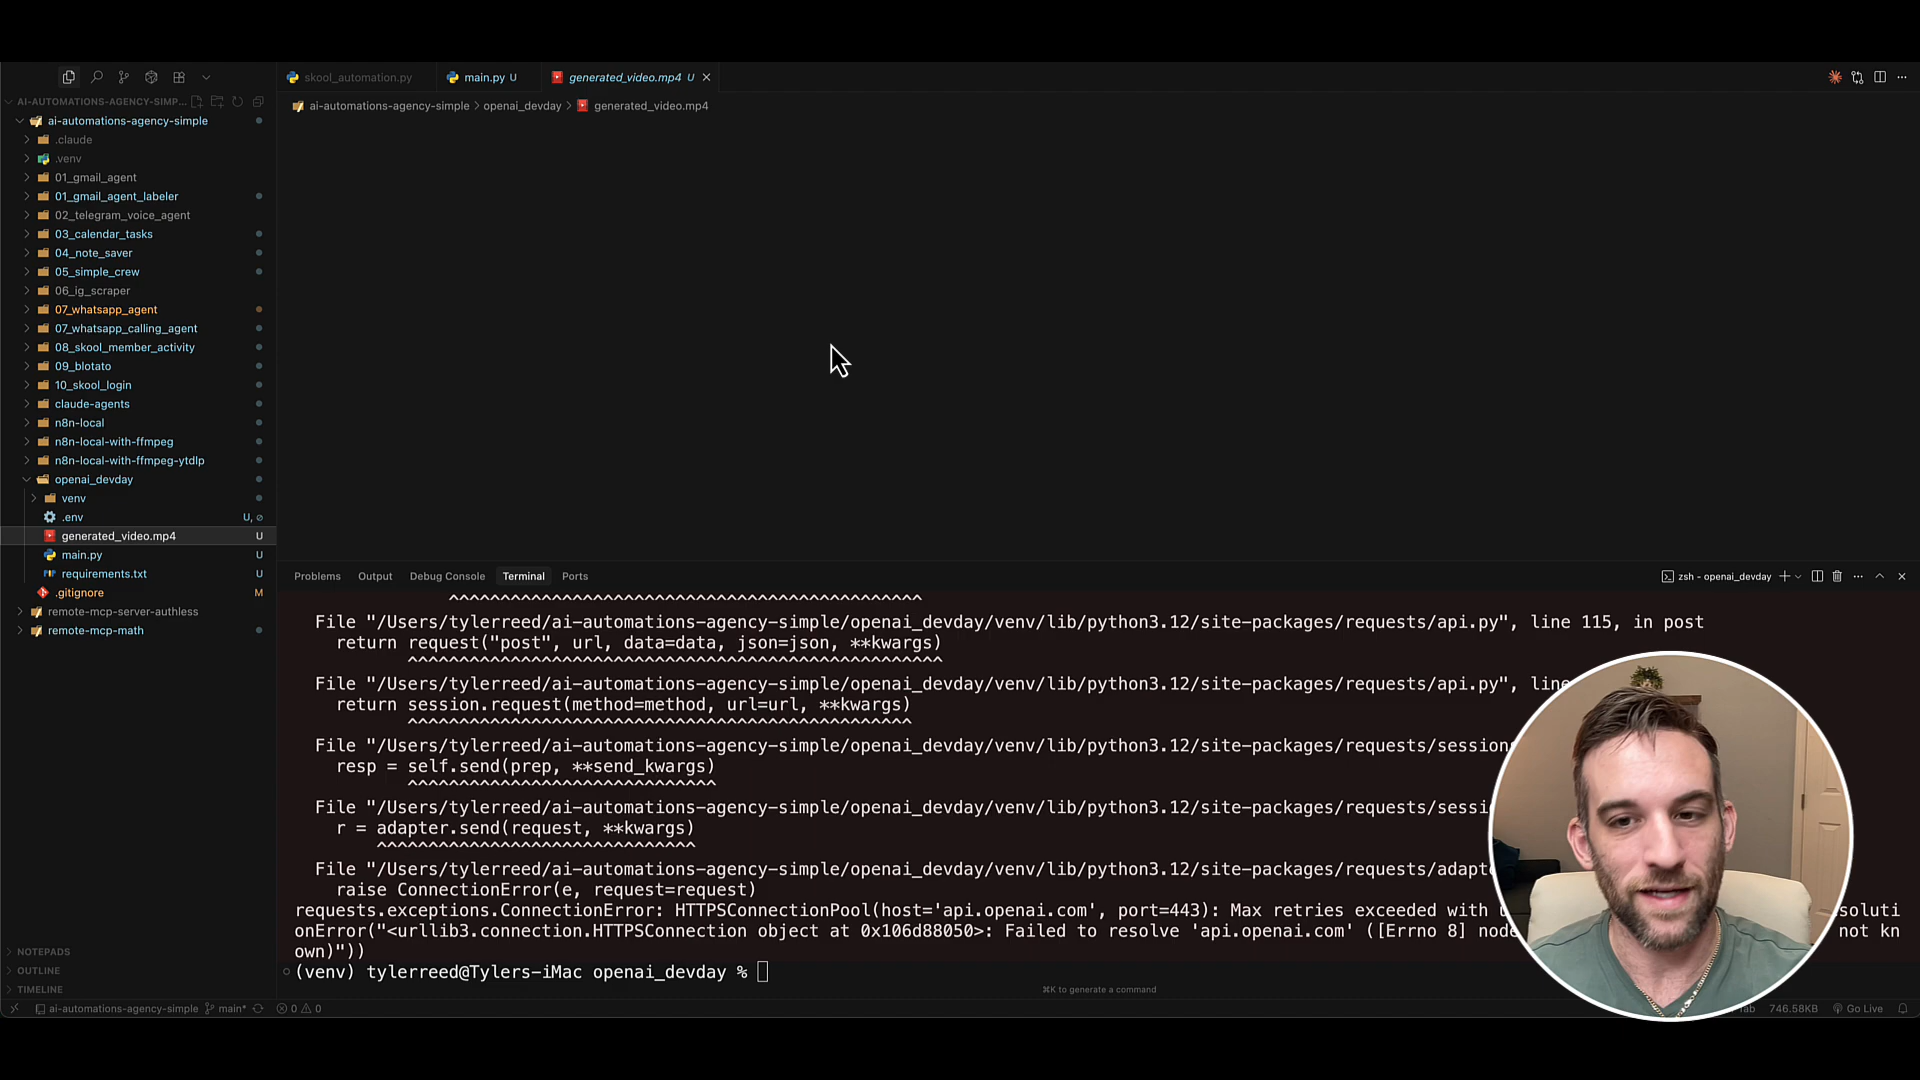 skool_automation.py
main.py U
generated_video.mp4 U
AI-AUTOMATIONS-AGENCY-SIMP...
ai-automations-agency-simple > openai_devday > generated_video.mp4
ai-automations-agency-simple
.claude
.venv
01_gmail_agent
01_gmail_agent_labeler
02_telegram_voice_agent
03_calendar_tasks
04_note_saver
05_simple_crew
06_ig_scraper
07_whatsapp_agent
07_whatsapp_calling_agent
08_skool_member_activity
09_blotato
10_skool_login
claude-agents
n8n-local
n8n-local-with-ffmpeg
n8n-local-with-ffmpeg-ytdlp
openai_devday
venv
.env U,
generated_video.mp4 U
main.py U
requirements.txt U
.gitignore M
remote-mcp-server-authless
remote-mcp-math
NOTEPADS
OUTLINE
TIMELINE
Problems Output Debug Console Terminal Ports
zsh - openai_devday
^^^^^^^^^^^^^^^^^^^^^^^^^^^^^^^^^^^^^^^^^^^^^^
File "/Users/tylerreed/ai-automations-agency-simple/openai_devday/venv/lib/python3.12/site-packages/requests/api.py", line 115, in post
return request("post", url, data=data, json=json, **kwargs)
^^^^^^^^^^^^^^^^^^^^^^^^^^^^^^^^^^^^^^^^^^^^^^^^^^^^
File "/Users/tylerreed/ai-automations-agency-simple/openai_devday/venv/lib/python3.12/site-packages/requests/api.py", line
return session.request(method=method, url=url, **kwargs)
^^^^^^^^^^^^^^^^^^^^^^^^^^^^^^^^^^^^^^^^^^^^^^^^^
File "/Users/tylerreed/ai-automations-agency-simple/openai_devday/venv/lib/python3.12/site-packages/requests/session
resp = self.send(prep, **send_kwargs)
^^^^^^^^^^^^^^^^^^^^^^^^^^^^^^
File "/Users/tylerreed/ai-automations-agency-simple/openai_devday/venv/lib/python3.12/site-packages/requests/sessi
r = adapter.send(request, **kwargs)
^^^^^^^^^^^^^^^^^^^^^^^^^^^^^^^
File "/Users/tylerreed/ai-automations-agency-simple/openai_devday/venv/lib/python3.12/site-packages/requests/adapt
raise ConnectionError(e, request=request)
requests.exceptions.ConnectionError: HTTPSConnectionPool(host='api.openai.com', port=443): Max retries exceeded with soluti
onError("<urllib3.connection.HTTPSConnection object at 0x106d88050>: Failed to resolve 'api.openai.com' ([Errno 8] node not kn
own)"))
(venv) tylerreed@Tylers-iMac openai_devday %
⌘K to generate a command
ai-automations-agency-simple main* 0 0
Tab 746.58KB Go Live